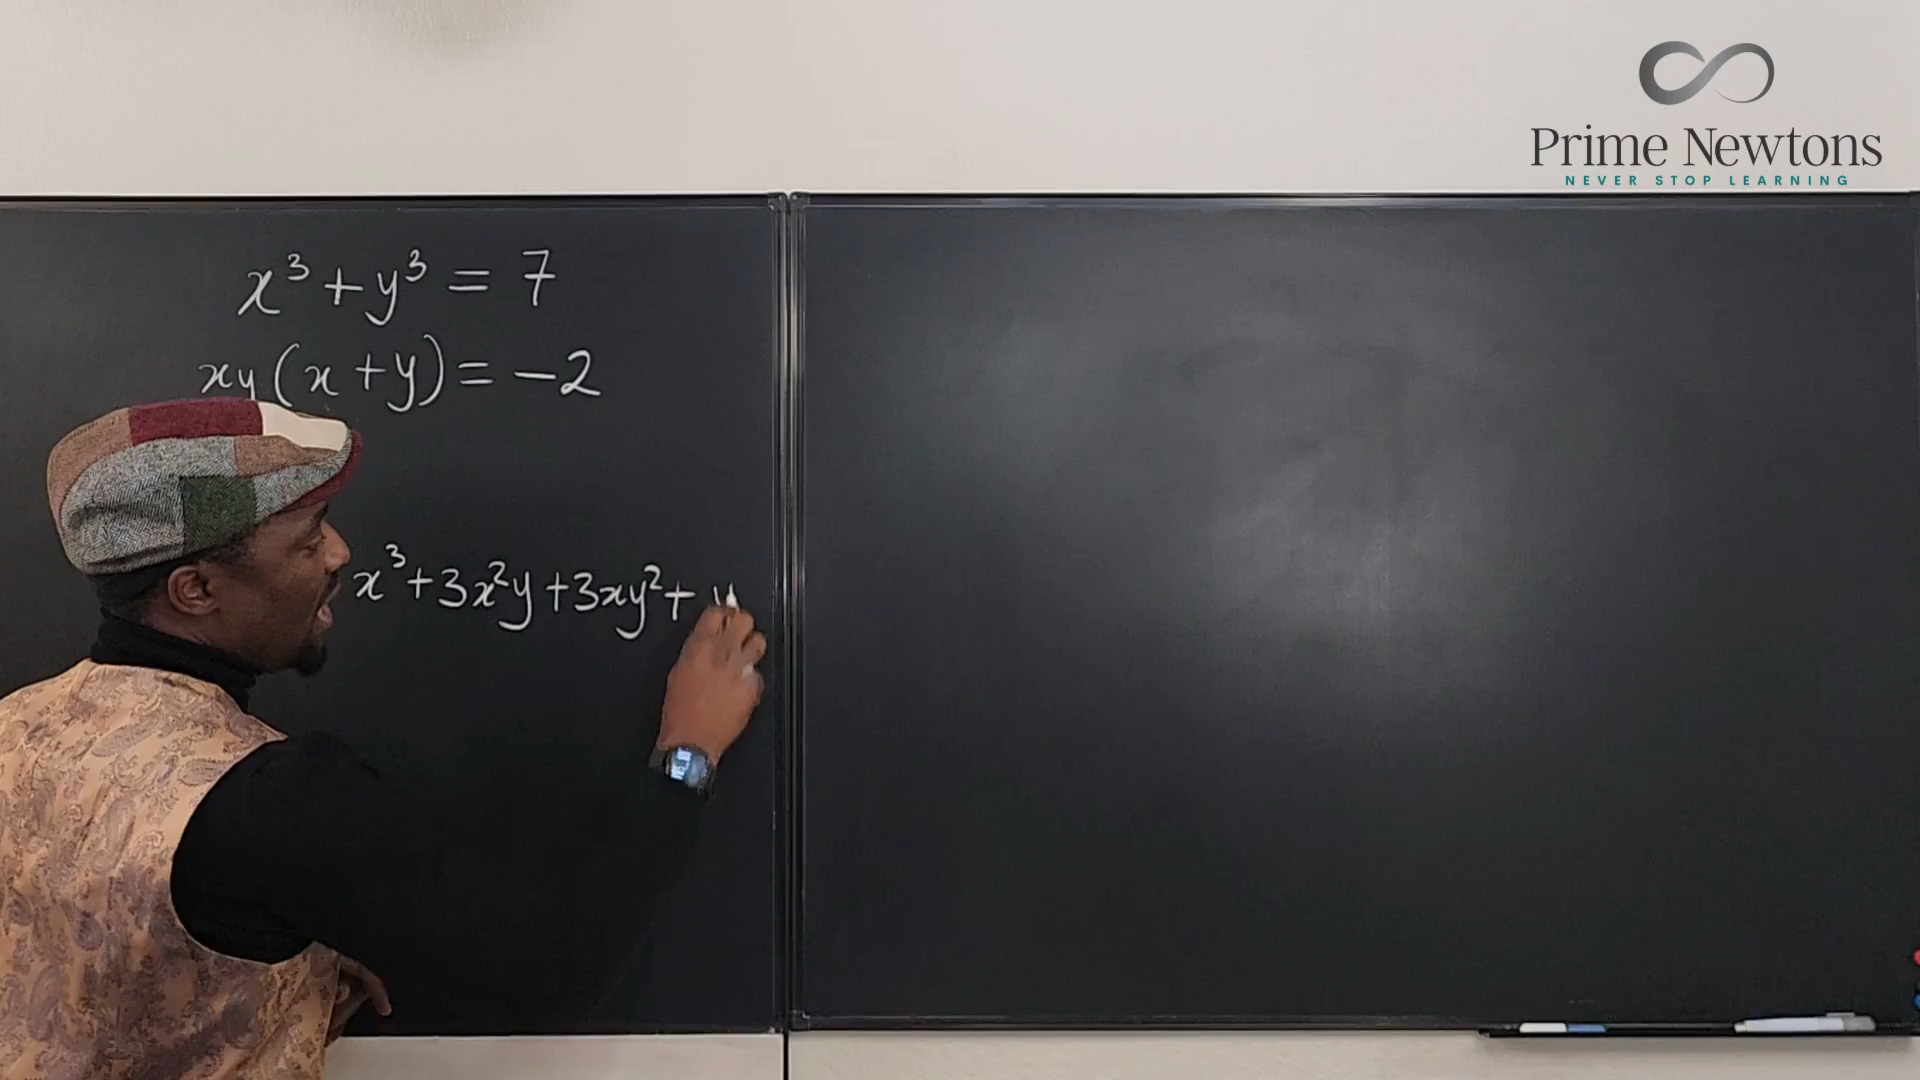 Prime Newtons
NEVER STOP LEARNING
x³ + y³ = 7
xy(x + y) = -2
x³ + 3x²y + 3xy² + y